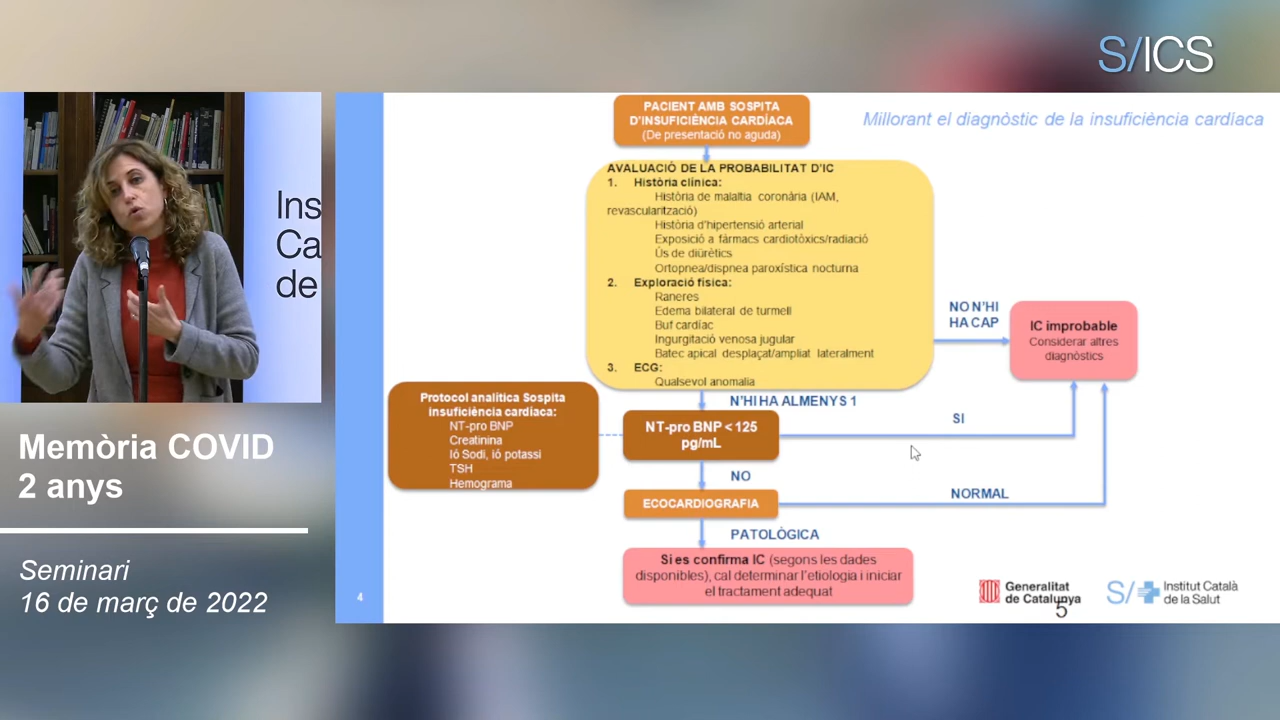 S/ICS
Ins
Ca
de
Memòria COVID
2 anys
Seminari
16 de març de 2022
Millorant el diagnòstic de la insuficiència cardíaca
PACIENT AMB SOSPITA
D'INSUFICIÈNCIA CARDÍACA
(De presentació no aguda)
AVALUACIÓ DE LA PROBABILITAT D'IC
1. Història clínica:
Història de malaltia coronària (IAM,
revascularització)
Història d'hipertensió arterial
Exposició a fàrmacs cardiotòxics/radiació
Ús de diürètics
Ortopnea/dispnea paroxística nocturna
2. Exploració física:
Raneres
Edema bilateral de turmell
Buf cardíac
Ingurgitació venosa jugular
Batec apical desplaçat/ampliat lateralment
3. ECG:
Qualsevol anomalia
NO N'HI
HA CAP
IC improbable
Considerar altres
diagnòstics
N'HI HA ALMENYS 1
Protocol analítica Sospita
insuficiència cardíaca:
NT-pro BNP
Creatinina
Ió Sodi, ió potassi
TSH
Hemograma
NT-pro BNP < 125
pg/mL
SI
NO
ECOCARDIOGRAFIA
NORMAL
PATOLÒGICA
Si es confirma IC (segons les dades
disponibles), cal determinar l'etiologia i iniciar
el tractament adequat
4
Generalitat
de Catalunya
5
S/
Institut Català
de la Salut